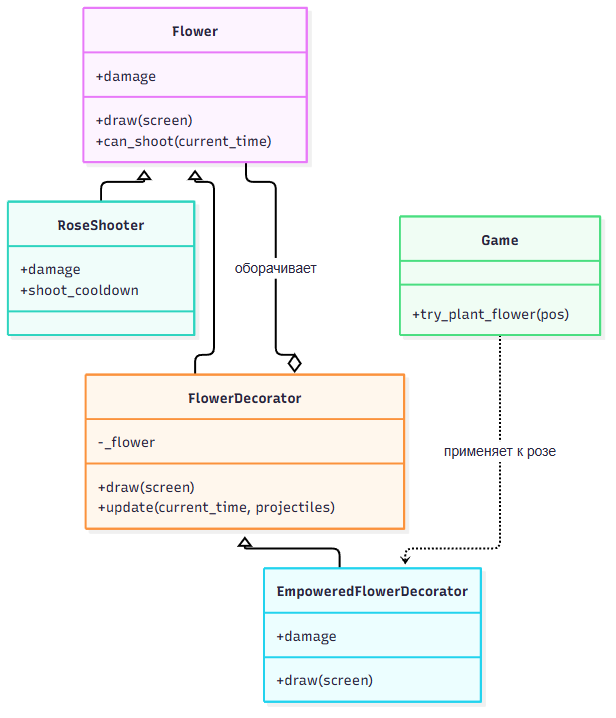 Flower
+damage
+draw(screen)
+can_shoot(current_time)
RoseShooter
+damage
+shoot_cooldown
оборачивает
Game
+try_plant_flower(pos)
FlowerDecorator
-_flower
+draw(screen)
+update(current_time, projectiles)
применяет к розе
EmpoweredFlowerDecorator
+damage
+draw(screen)